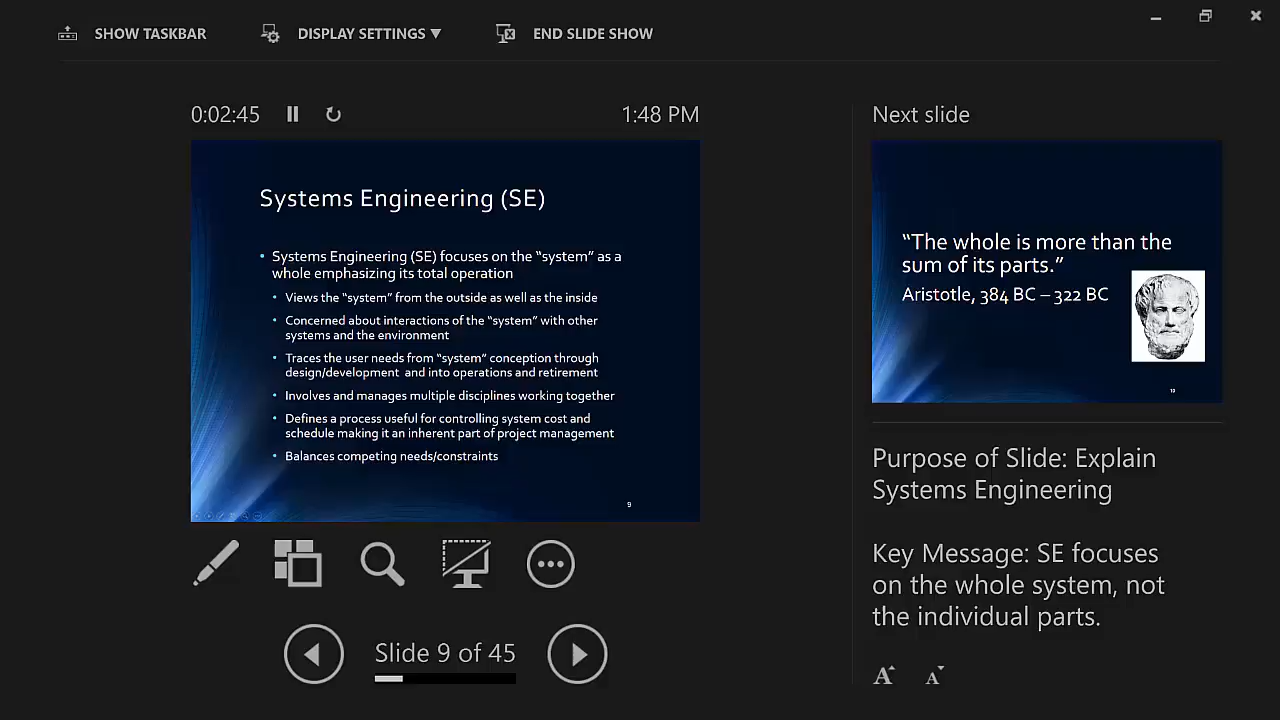 SHOW TASKBAR
DISPLAY SETTINGS ▼
END SLIDE SHOW
0:02:45
1:48 PM
Systems Engineering (SE)
• Systems Engineering (SE) focuses on the “system” as a
whole emphasizing its total operation
• Views the “system” from the outside as well as the inside
• Concerned about interactions of the “system” with other
systems and the environment
• Traces the user needs from “system” conception through
design/development and into operations and retirement
• Involves and manages multiple disciplines working together
• Defines a process useful for controlling system cost and
schedule making it an inherent part of project management
• Balances competing needs/constraints
9
Slide 9 of 45
Next slide
“The whole is more than the
sum of its parts.”
Aristotle, 384 BC – 322 BC
10
Purpose of Slide: Explain
Systems Engineering
Key Message: SE focuses
on the whole system, not
the individual parts.
A A